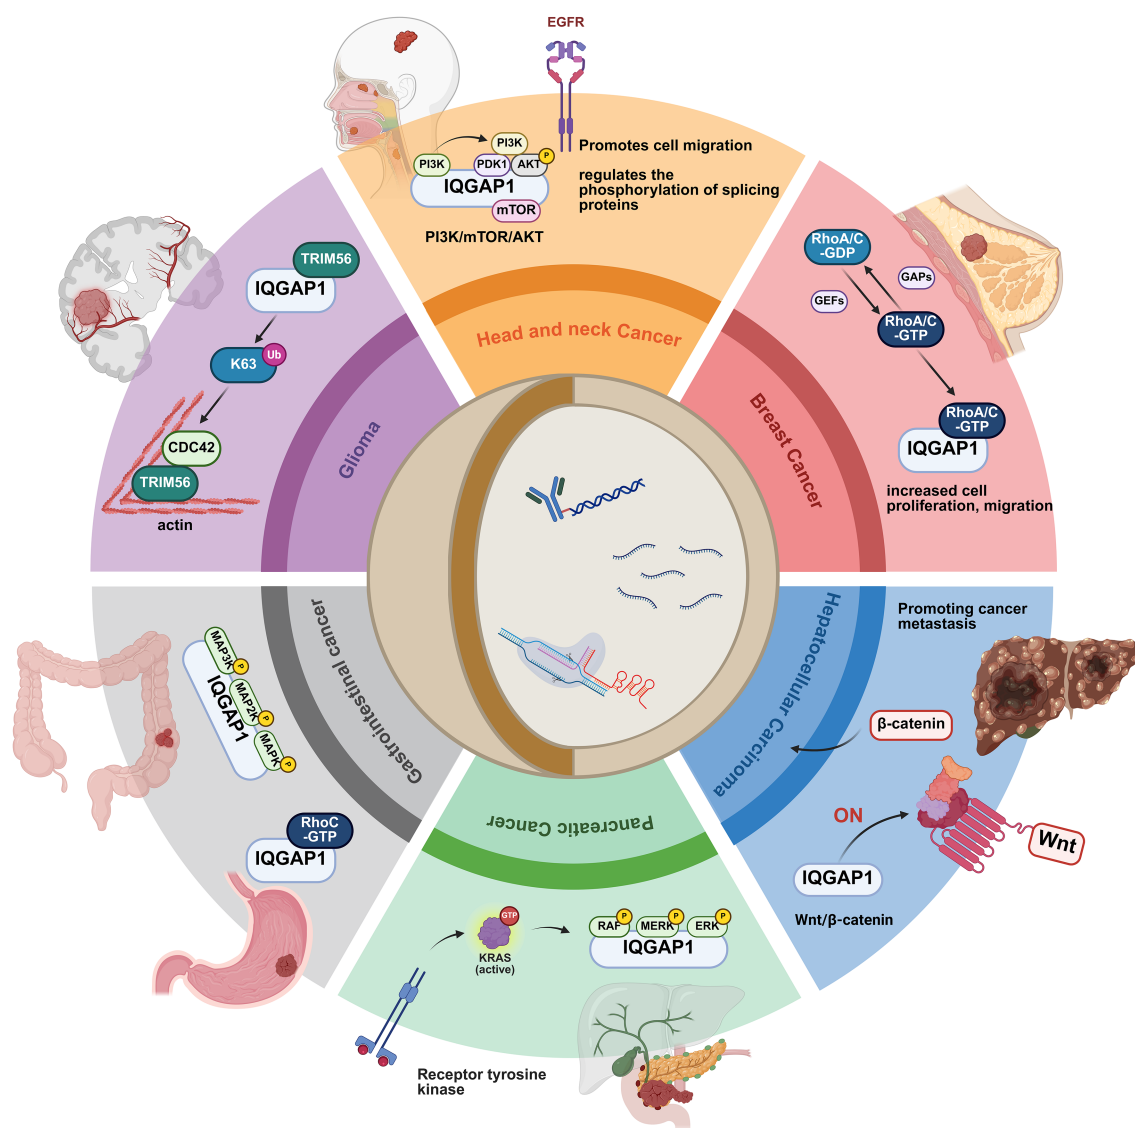 EGFR
PI3K
PI3K
PDK1
AKT
P
IQGAP1
mTOR
PI3K/mTOR/AKT
Promotes cell migration
regulates the
phosphorylation of splicing
proteins
Head and neck Cancer
RhoA/C
-GDP
GAPs
GEFs
RhoA/C
-GTP
RhoA/C
-GTP
IQGAP1
increased cell
proliferation, migration
Breast Cancer
Promoting cancer
metastasis
β-catenin
ON
Wnt
IQGAP1
Wnt/β-catenin
Hepatocellular Carcinoma
Pancreatic Cancer
GTP
KRAS
(active)
RAF
P
MERK
P
ERK
P
IQGAP1
Receptor tyrosine
kinase
Gastrointestinal cancer
MAP3K
P
MAP2K
P
MAPK
P
IQGAP1
RhoC
-GTP
IQGAP1
Glioma
TRIM56
IQGAP1
K63
Ub
CDC42
TRIM56
actin